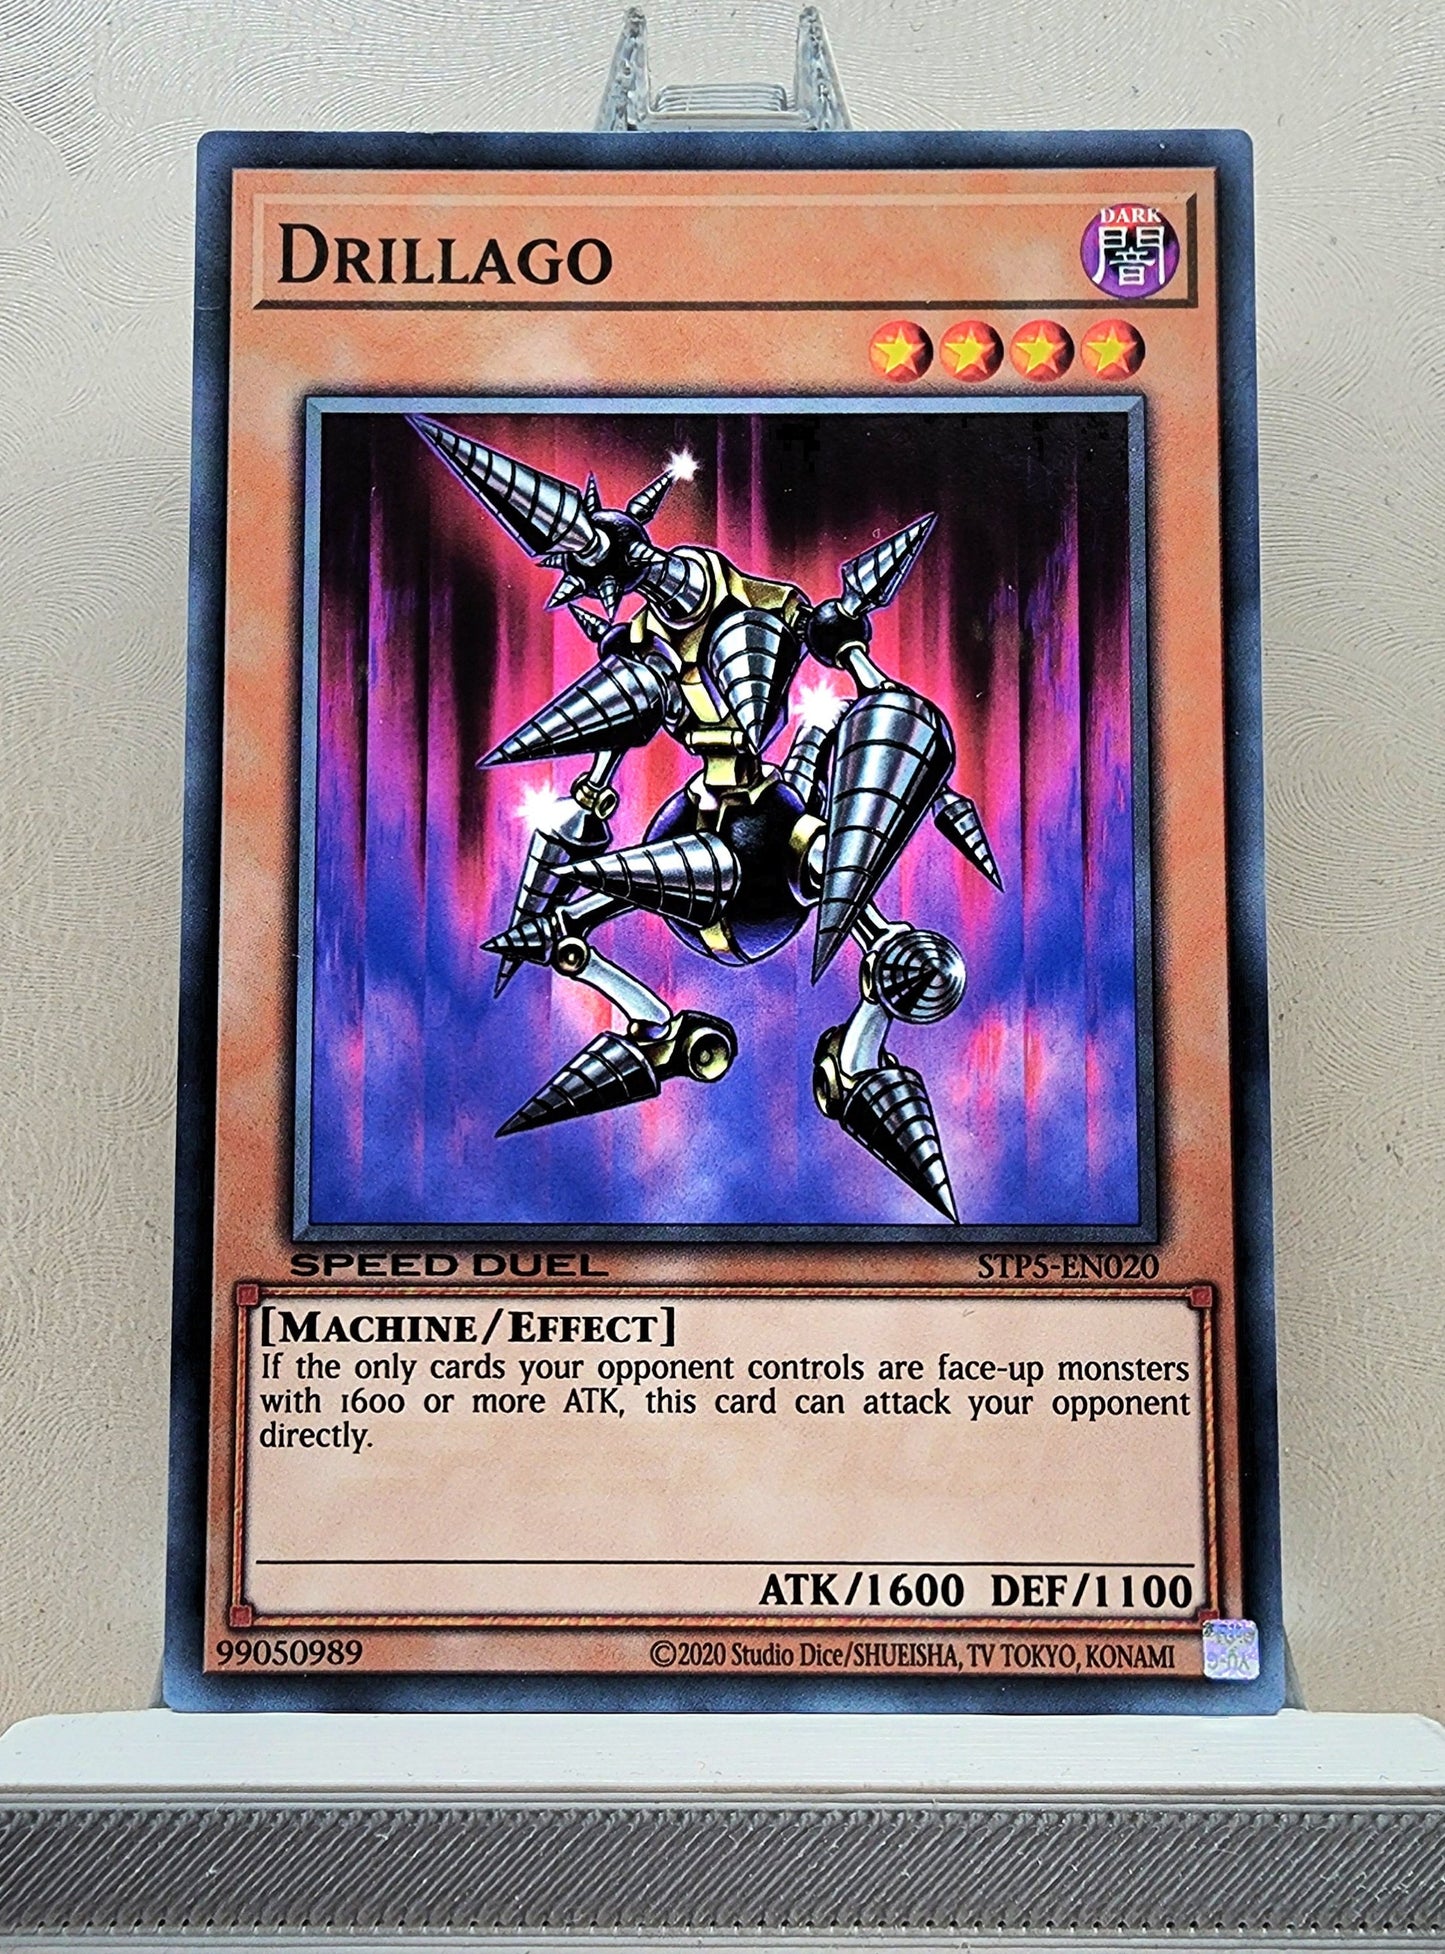 DRILLAGO
DARK
闇
SPEED DUEL
STP5-EN020
[MACHINE/EFFECT]
If the only cards your opponent controls are face-up monsters
with 1600 or more ATK, this card can attack your opponent
directly.
ATK/1600 DEF/1100
99050989
©2020 Studio Dice/SHUEISHA, TV TOKYO, KONAMI